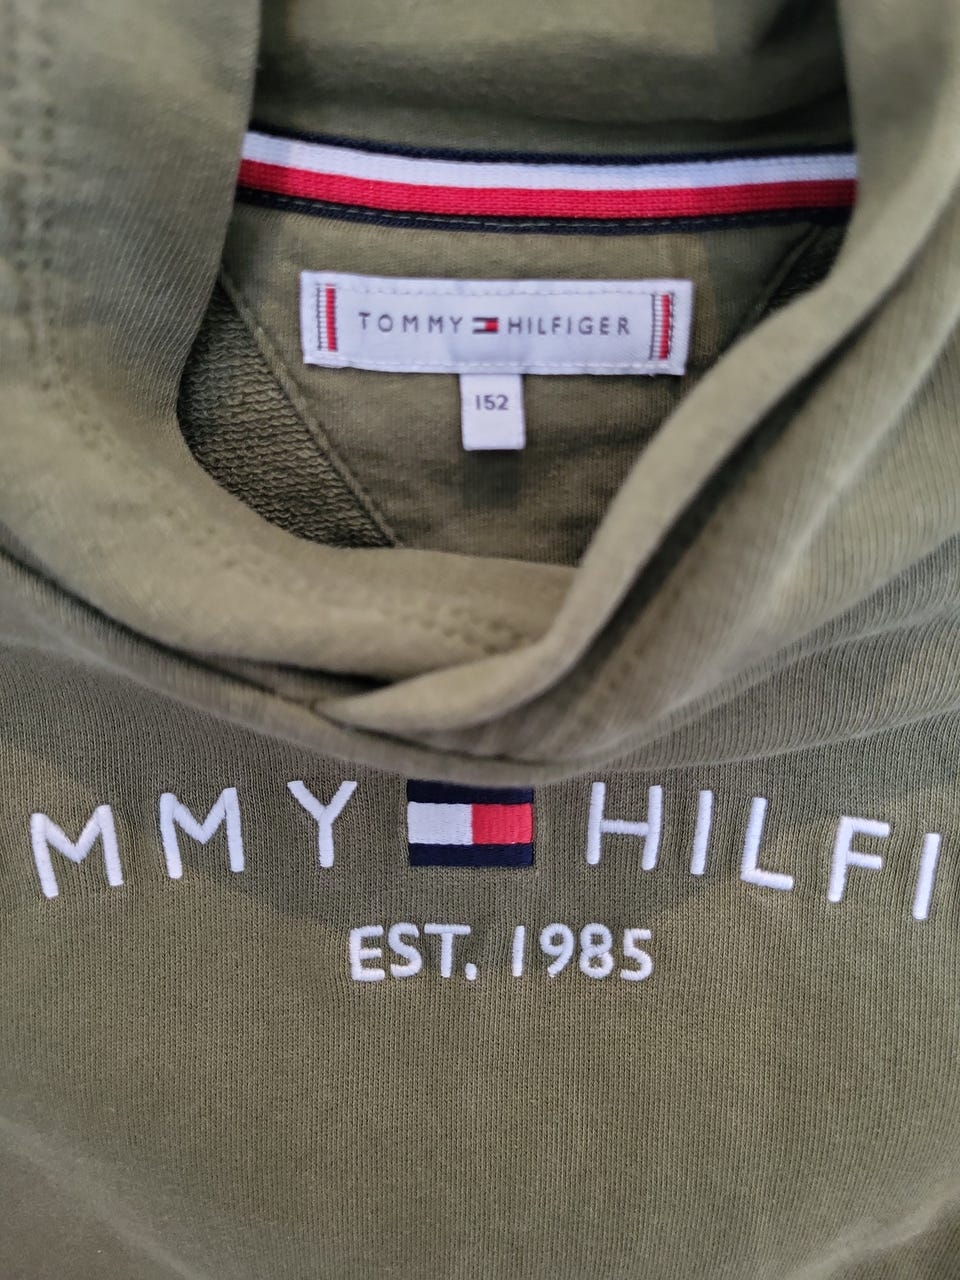 TOMMY HILFIGER
152
MMY HILFI
EST. 1985